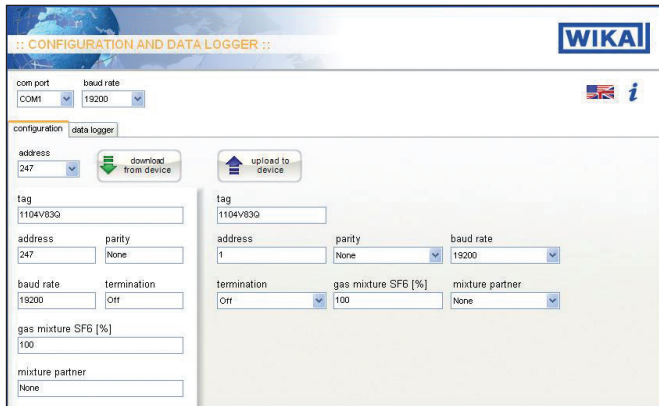 :: CONFIGURATION AND DATA LOGGER ::
WIKA
com port baud rate
COM1 19200
i
configuration data logger
address
247
download
from device
upload to
device
tag
1104V83Q
address parity
247 None
baud rate termination
19200 Off
gas mixture SF6 [%]
100
mixture partner
None
tag
1104V83Q
address parity baud rate
1 None 19200
termination gas mixture SF6 [%] mixture partner
Off 100 None